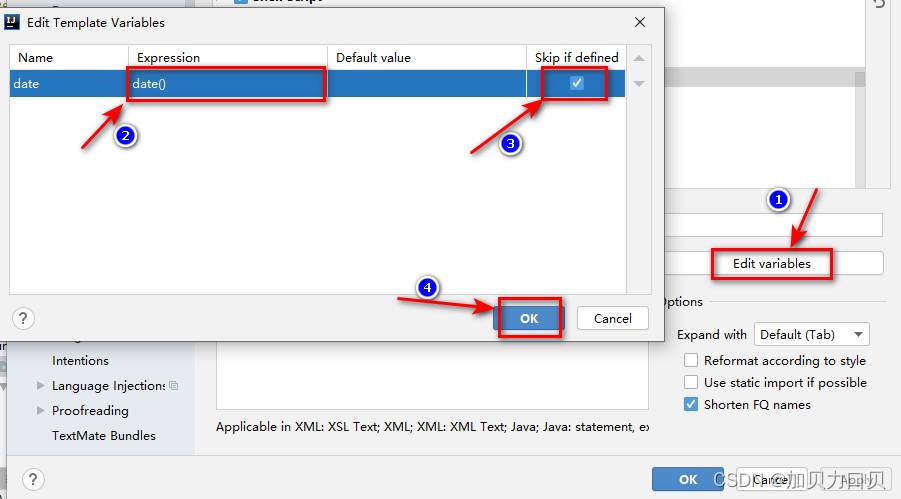 Edit Template Variables
Name Expression Default value Skip if defined
date date()
2
3
1
4
Edit variables
OK Cancel
Options
Expand with Default (Tab)
Reformat according to style
Use static import if possible
Shorten FQ names
Intentions
Language Injections
Proofreading
TextMate Bundles
Applicable in XML: XSL Text; XML; XML: XML Text; Java; Java: statement, ex
OK Cancel Apply
CSDN @加贝力口贝